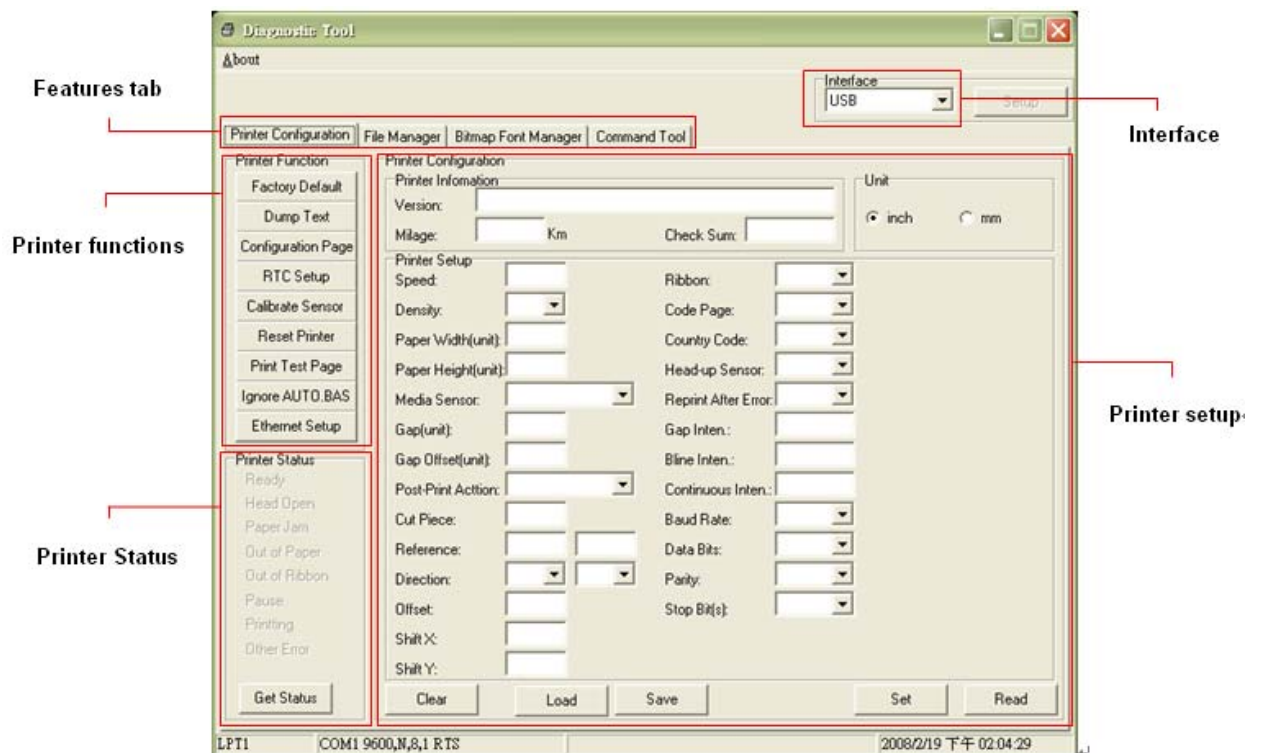 Diagnostic Tool
About
Features tab
Interface
USB
Setup
Interface
Printer Configuration File Manager Bitmap Font Manager Command Tool
Printer Function
Factory Default
Dump Text
Configuration Page
RTC Setup
Calibrate Sensor
Reset Printer
Print Test Page
Ignore AUTO.BAS
Ethernet Setup
Printer functions
Printer Status
Ready
Head Open
Paper Jam
Out of Paper
Out of Ribbon
Pause
Printing
Other Error
Get Status
Printer Status
Printer Configuration
Printer Infomation
Version:
Milage: Km Check Sum:
Unit
inch mm
Printer Setup
Speed: Ribbon:
Density: Code Page:
Paper Width(unit): Country Code:
Paper Height(unit): Head-up Sensor:
Media Sensor: Reprint After Error:
Gap(unit): Gap Inten.:
Gap Offset(unit): Bline Inten.:
Post-Print Acttion: Continuous Inten.:
Cut Piece: Baud Rate:
Reference: Data Bits:
Direction: Parity:
Offset: Stop Bit(s):
Shift X:
Shift Y:
Clear Load Save Set Read
Printer setup
LPT1 COM1 9600,N,8,1 RTS 2008/2/19 下午 02:04:29